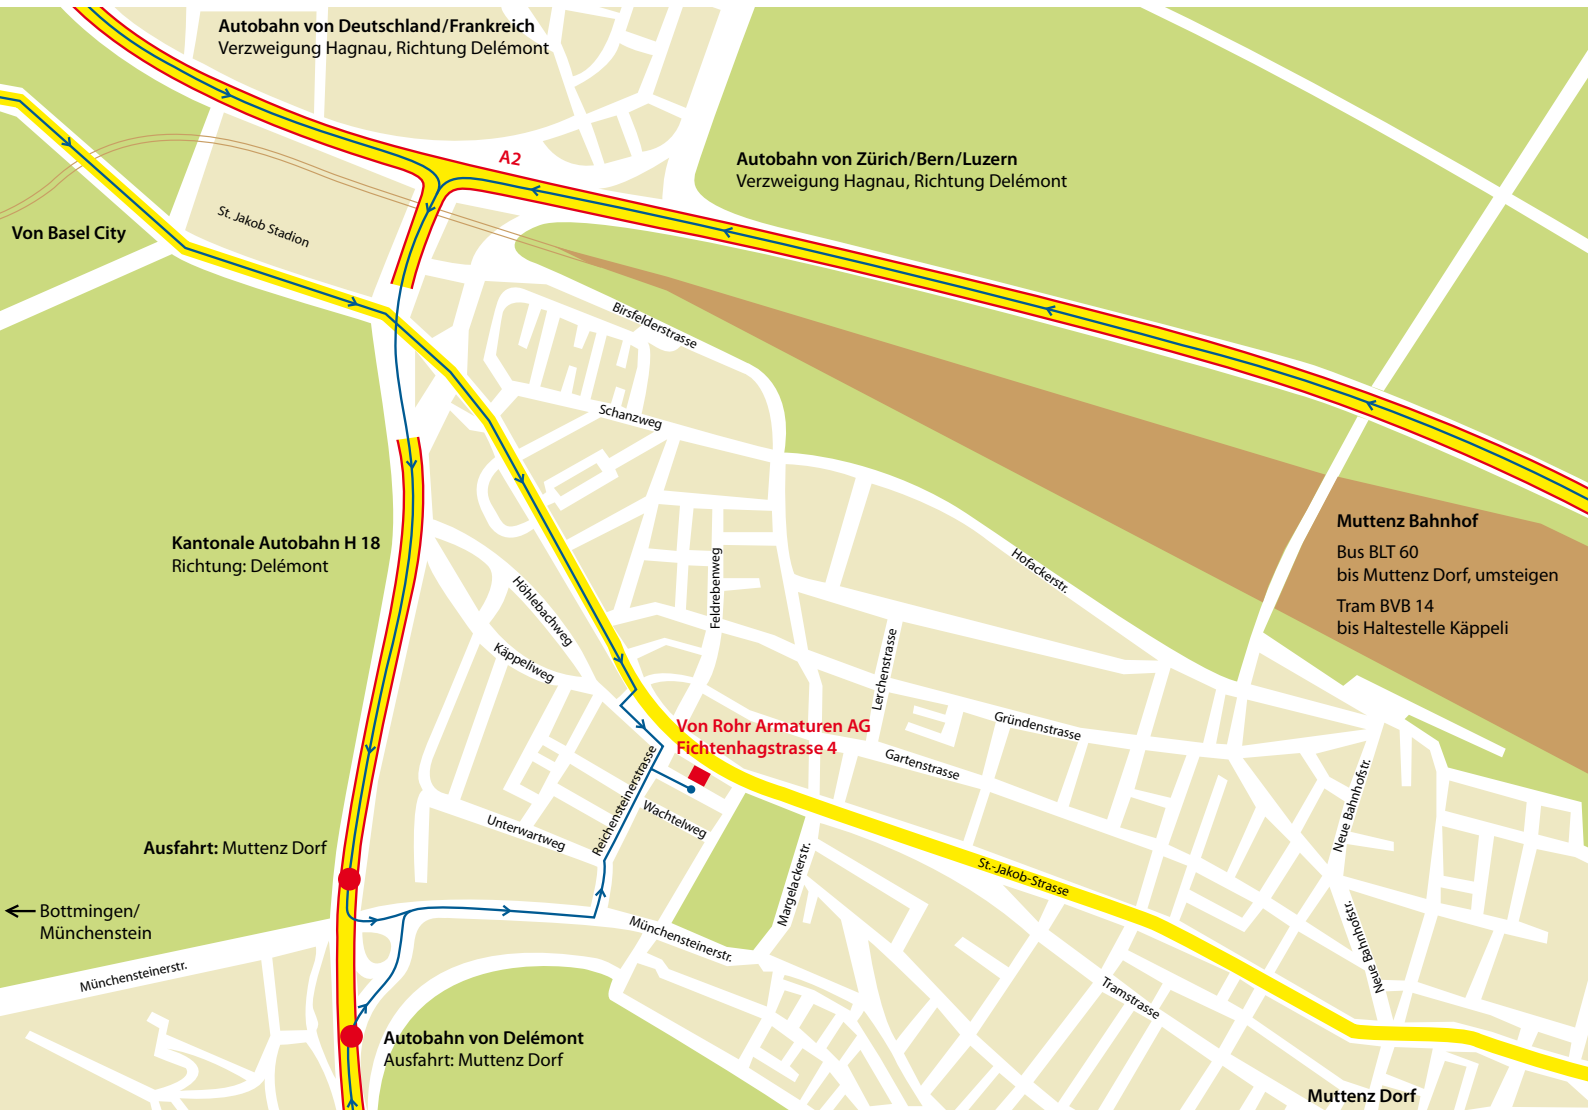 Autobahn von Deutschland/Frankreich
Verzweigung Hagnau, Richtung Delémont
A2
Autobahn von Zürich/Bern/Luzern
Verzweigung Hagnau, Richtung Delémont
Von Basel City
St. Jakob Stadion
Birsfelderstrasse
Schanzweg
Kantonale Autobahn H 18
Richtung: Delémont
Muttenz Bahnhof
Bus BLT 60
bis Muttenz Dorf, umsteigen
Tram BVB 14
bis Haltestelle Käppeli
Hofackerstr.
Höhlebachweg
Feldrebenweg
Käppeliweg
Lerchenstrasse
Gründenstrasse
Von Rohr Armaturen AG
Fichtenhagstrasse 4
Gartenstrasse
Reichensteinerstrasse
Wachtelweg
Unterwartweg
Neue Bahnhofstr.
Ausfahrt: Muttenz Dorf
Margelackerstr.
St.-Jakob-Strasse
Bottmingen/
Münchenstein
Münchensteinerstr.
Neue Bahnhofstr.
Münchensteinerstr.
Tramstrasse
Autobahn von Delémont
Ausfahrt: Muttenz Dorf
Muttenz Dorf